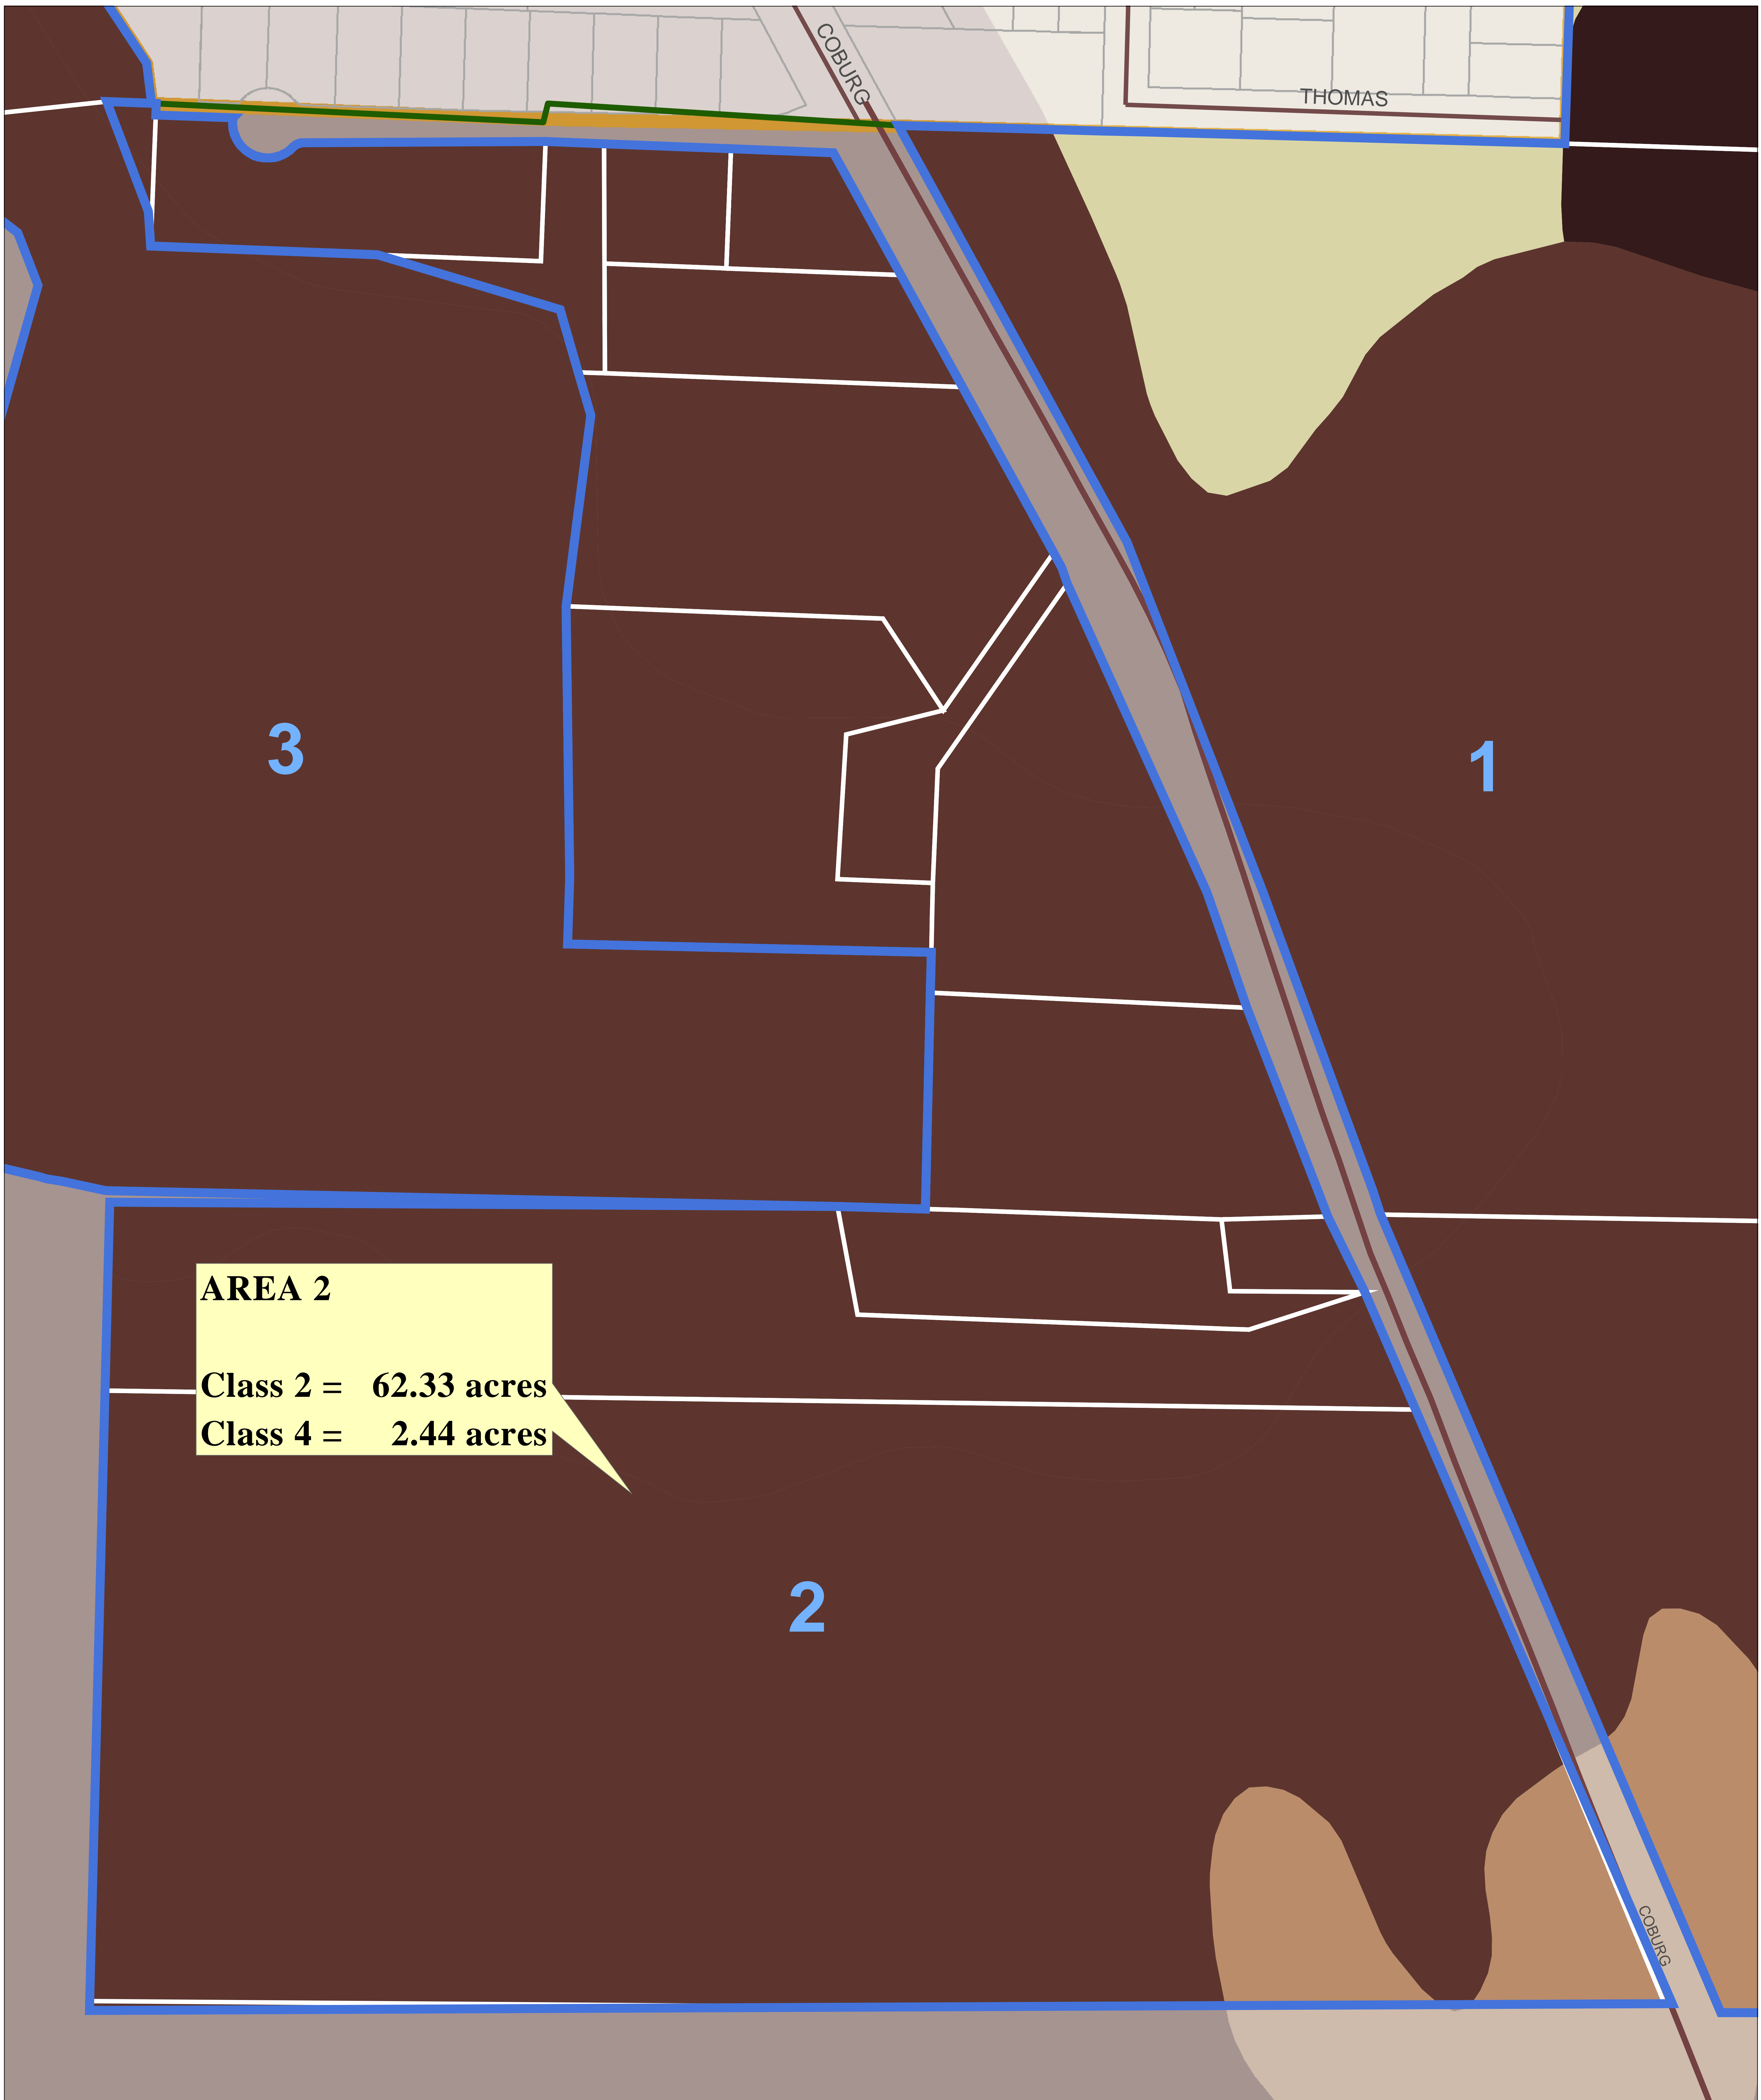 COBURG
THOMAS
3
1
AREA 2
Class 2 = 62.33 acres
Class 4 = 2.44 acres
2
COBURG